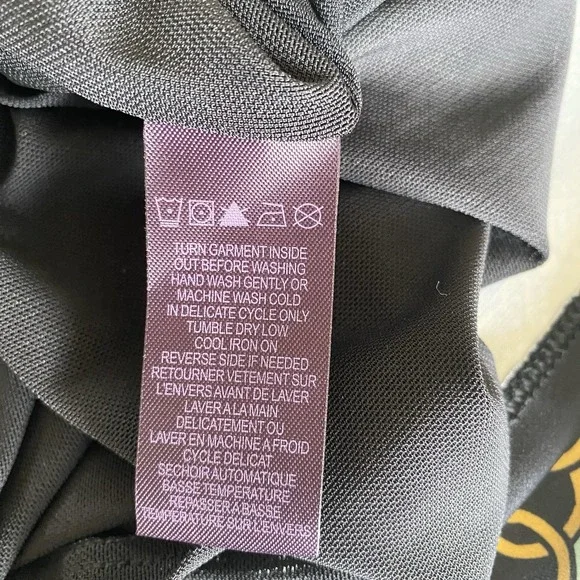 TURN GARMENT INSIDE
OUT BEFORE WASHING
HAND WASH GENTLY OR
MACHINE WASH COLD
IN DELICATE CYCLE ONLY
TUMBLE DRY LOW
COOL IRON ON
REVERSE SIDE IF NEEDED
RETOURNER VETEMENT SUR
L'ENVERS AVANT DE LAVER
LAVER A LA MAIN
DELICATEMENT OU
LAVER EN MACHINE A FROID
CYCLE DELICAT
SECHOIR AUTOMATIQUE
BASSE TEMPERATURE
REPASSER A BASSE
TEMPERATURE SUR L'ENVERS